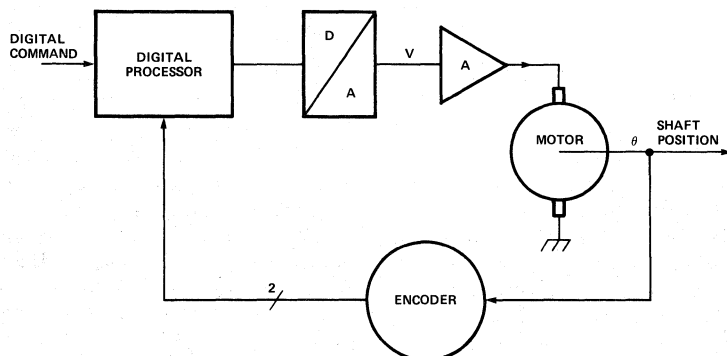 DIGITAL
COMMAND
DIGITAL
PROCESSOR
D
A
V
A
MOTOR
θ
SHAFT
POSITION
2
ENCODER